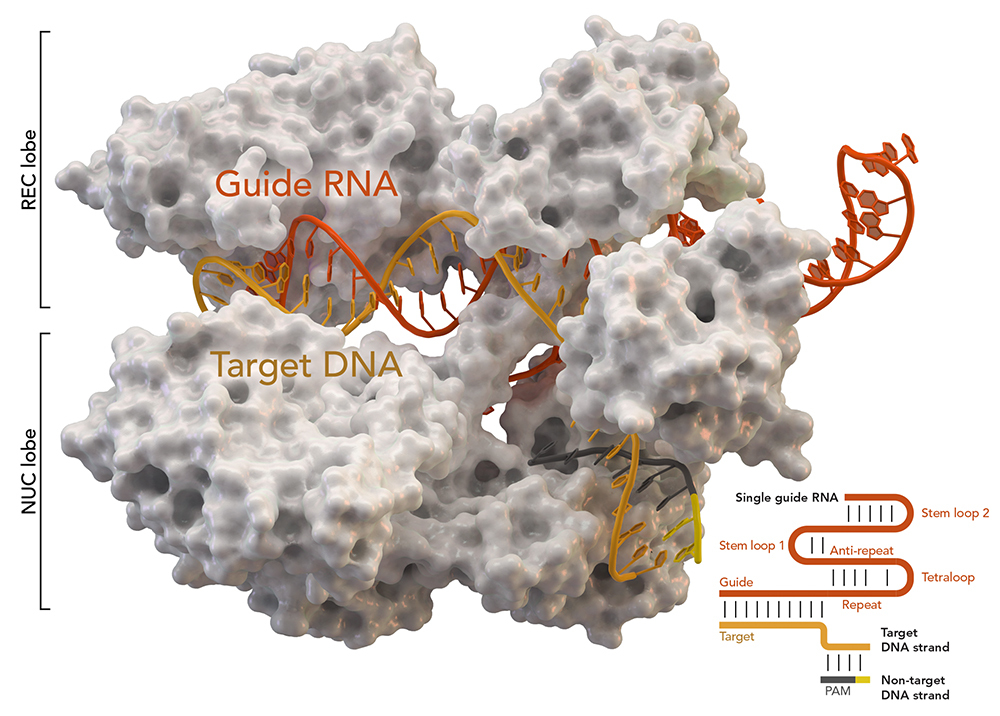 REC lobe
Guide RNA
Target DNA
NUC lobe
Single guide RNA
Stem loop 2
Stem loop 1
Anti-repeat
Tetraloop
Guide
Repeat
Target
Target
DNA strand
PAM
Non-target
DNA strand